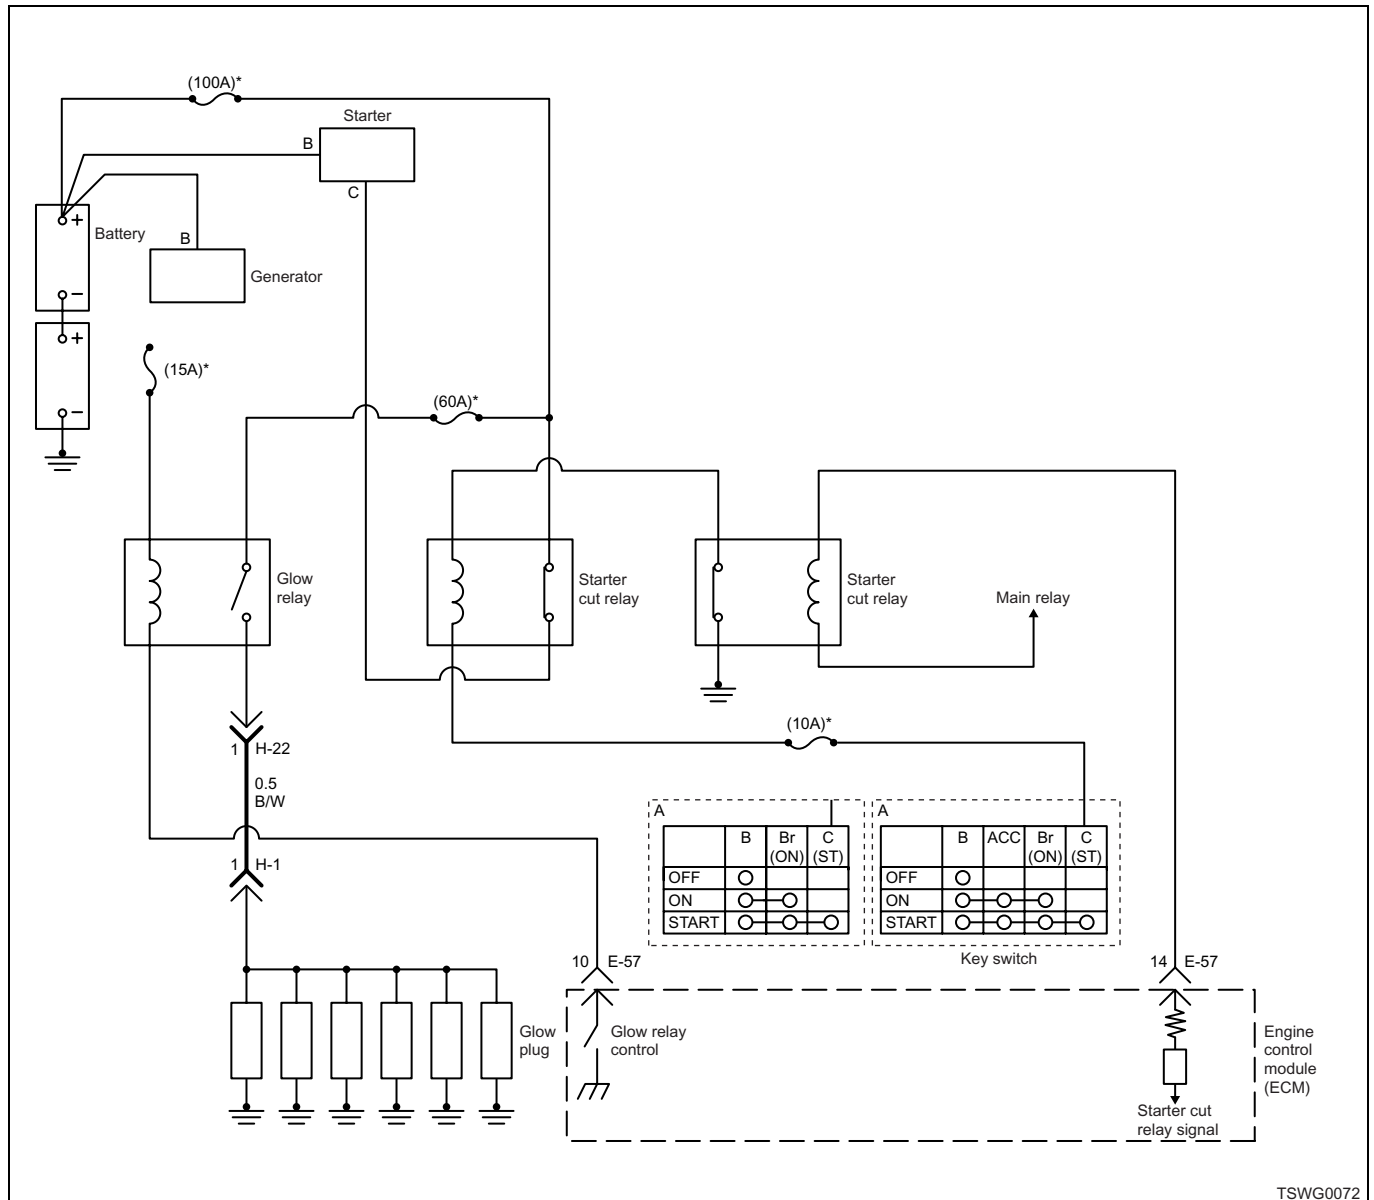 (100A)*
Starter
B
C
+
Battery
B
Generator
−
+
(15A)*
−
(60A)*
Glow
relay
Starter
cut relay
Starter
cut relay
Main relay
(10A)*
1 H-22
0.5
B/W
1 H-1
A
B Br (ON) C (ST)
OFF
ON
START
A
B ACC Br (ON) C (ST)
OFF
ON
START
Key switch
10 E-57
14 E-57
Glow
plug
Glow relay
control
Engine
control
module
(ECM)
Starter cut
relay signal
TSWG0072